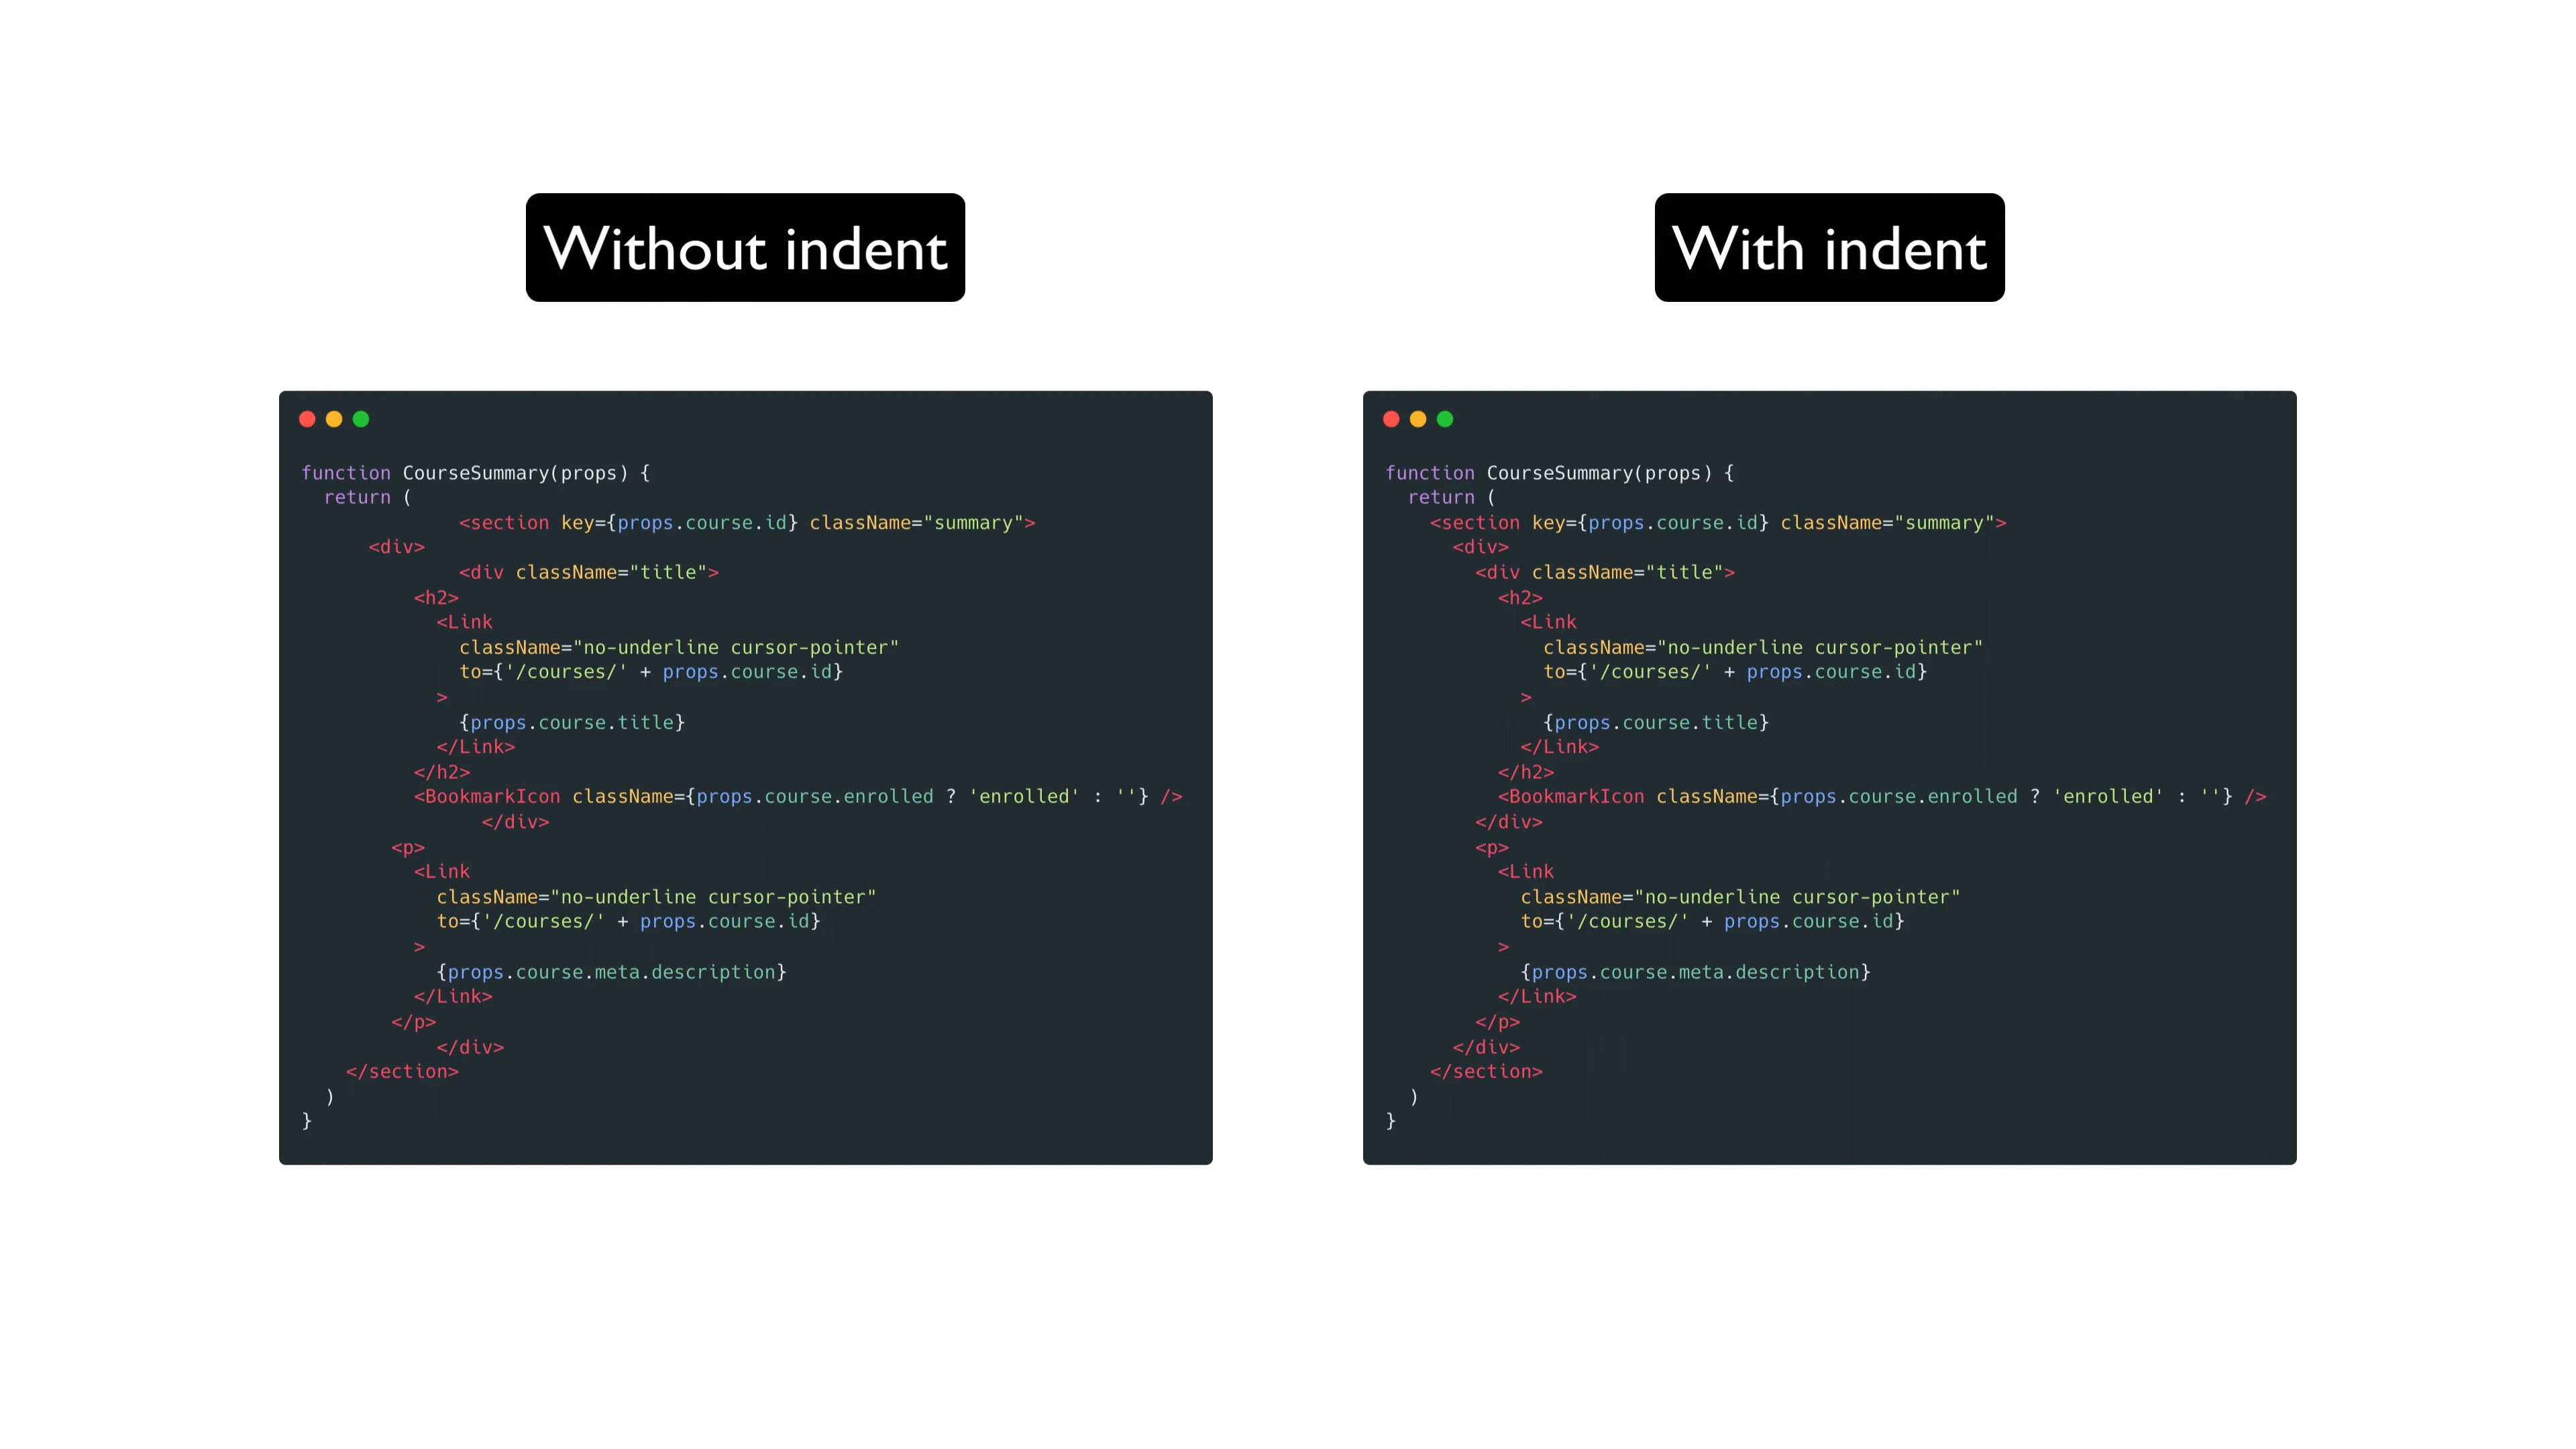 Without indent
function CourseSummary(props) {
  return (
              <section key={props.course.id} className="summary">
      <div>
              <div className="title">
          <h2>
            <Link
              className="no-underline cursor-pointer"
              to={'/courses/' + props.course.id}
            >
              {props.course.title}
            </Link>
          </h2>
          <BookmarkIcon className={props.course.enrolled ? 'enrolled' : ''} />
                </div>
        <p>
          <Link
            className="no-underline cursor-pointer"
            to={'/courses/' + props.course.id}
          >
            {props.course.meta.description}
          </Link>
        </p>
            </div>
    </section>
  )
}
With indent
function CourseSummary(props) {
  return (
    <section key={props.course.id} className="summary">
      <div>
        <div className="title">
          <h2>
            <Link
              className="no-underline cursor-pointer"
              to={'/courses/' + props.course.id}
            >
              {props.course.title}
            </Link>
          </h2>
          <BookmarkIcon className={props.course.enrolled ? 'enrolled' : ''} />
        </div>
        <p>
          <Link
            className="no-underline cursor-pointer"
            to={'/courses/' + props.course.id}
          >
            {props.course.meta.description}
          </Link>
        </p>
      </div>
    </section>
  )
}